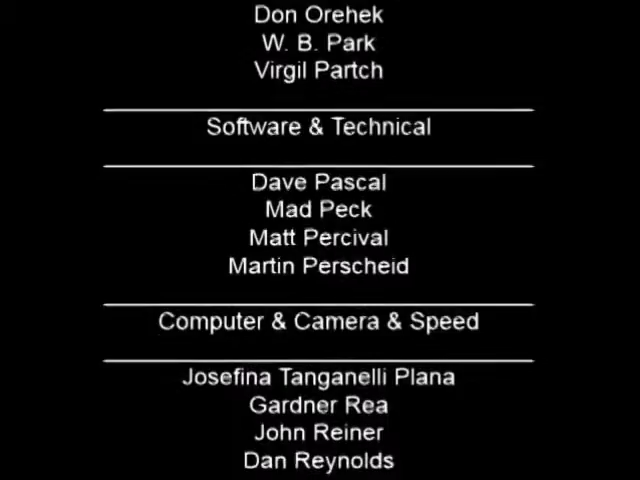 Don Orehek
W. B. Park
Virgil Partch
Software & Technical
Dave Pascal
Mad Peck
Matt Percival
Martin Perscheid
Computer & Camera & Speed
Josefina Tanganelli Plana
Gardner Rea
John Reiner
Dan Reynolds